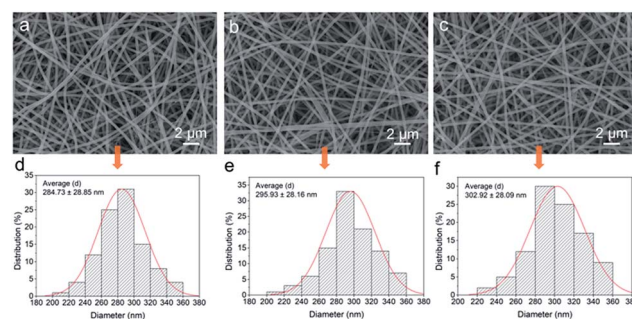 a
b
c
2 μm
2 μm
2 μm
d
e
f
Average (d)
284.73 ± 28.85 nm
Average (d)
295.93 ± 28.16 nm
Average (d)
302.92 ± 28.09 nm
Distribution (%)
35
30
25
20
15
10
5
0
180 200 220 240 260 280 300 320 340 360 380
Diameter (nm)
Distribution (%)
35
30
25
20
15
10
5
0
180 200 220 240 260 280 300 320 340 360 380
Diameter (nm)
Distribution (%)
40
30
20
10
0
200 220 240 260 280 300 320 340 360 380
Diameter (nm)